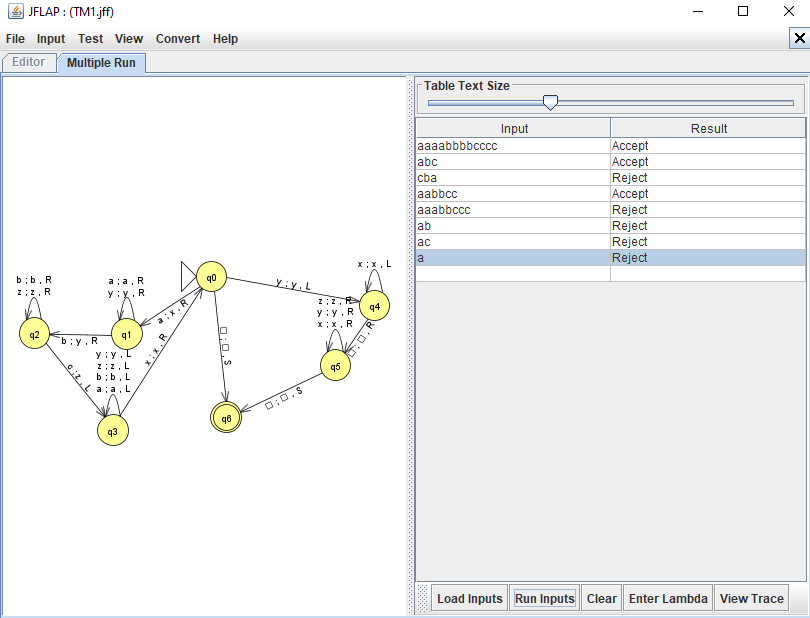 JFLAP : (TM1.jff)
File Input Test View Convert Help
Editor Multiple Run
Table Text Size
Input Result
aaaabbbbcccc Accept
abc Accept
cba Reject
aabbcc Accept
aaabbccc Reject
ab Reject
ac Reject
a Reject
b ; b , R
z ; z , R
q2
a ; a , R
y ; y , R
q1
q0
y ; y , L
x ; x , L
q4
a ; x , R
b ; y , R
z ; z , R
y ; y , R
x ; x , R
q5
□ ; □ , R
c ; z , L
y ; y , L
z ; z , L
b ; b , L
a ; a , L
q3
x ; x , R
□ ; □ , S
□ ; □ , S
q6
Load Inputs Run Inputs Clear Enter Lambda View Trace